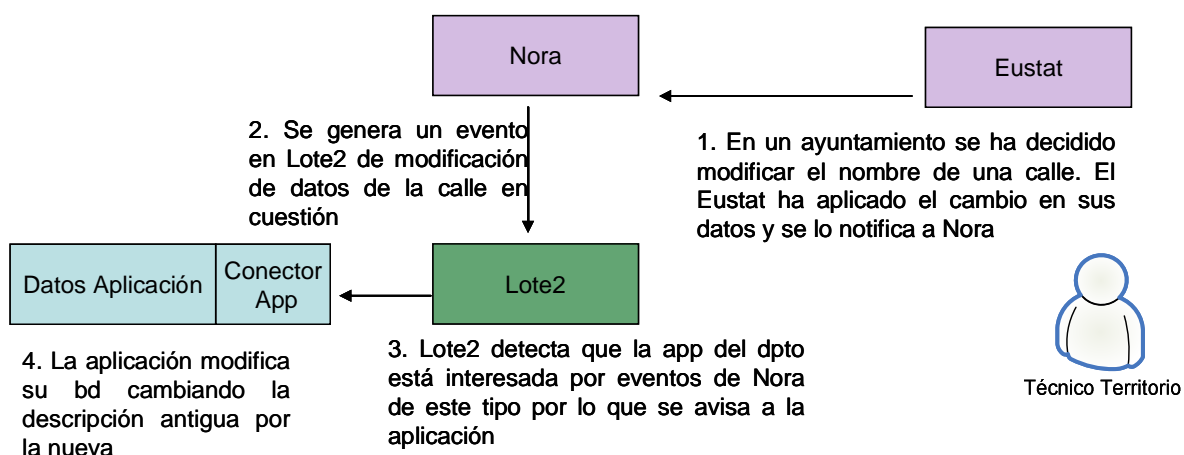 Nora
Eustat
2. Se genera un evento
en Lote2 de modificación
de datos de la calle en
cuestión
1. En un ayuntamiento se ha decidido
modificar el nombre de una calle. El
Eustat ha aplicado el cambio en sus
datos y se lo notifica a Nora
Datos Aplicación
Conector
App
Lote2
4. La aplicación modifica
su bd cambiando la
descripción antigua por
la nueva
3. Lote2 detecta que la app del dpto
está interesada por eventos de Nora
de este tipo por lo que se avisa a la
aplicación
Técnico Territorio